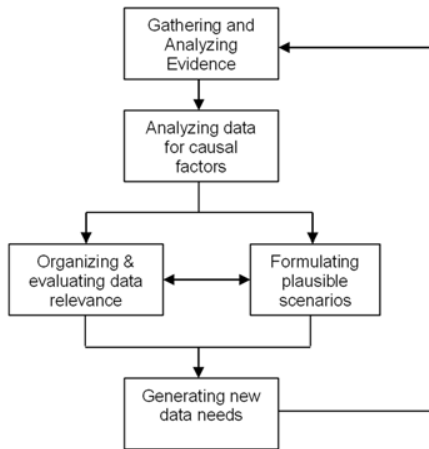 Gathering and
Analyzing
Evidence
Analyzing data
for causal
factors
Organizing &
evaluating data
relevance
Formulating
plausible
scenarios
Generating new
data needs